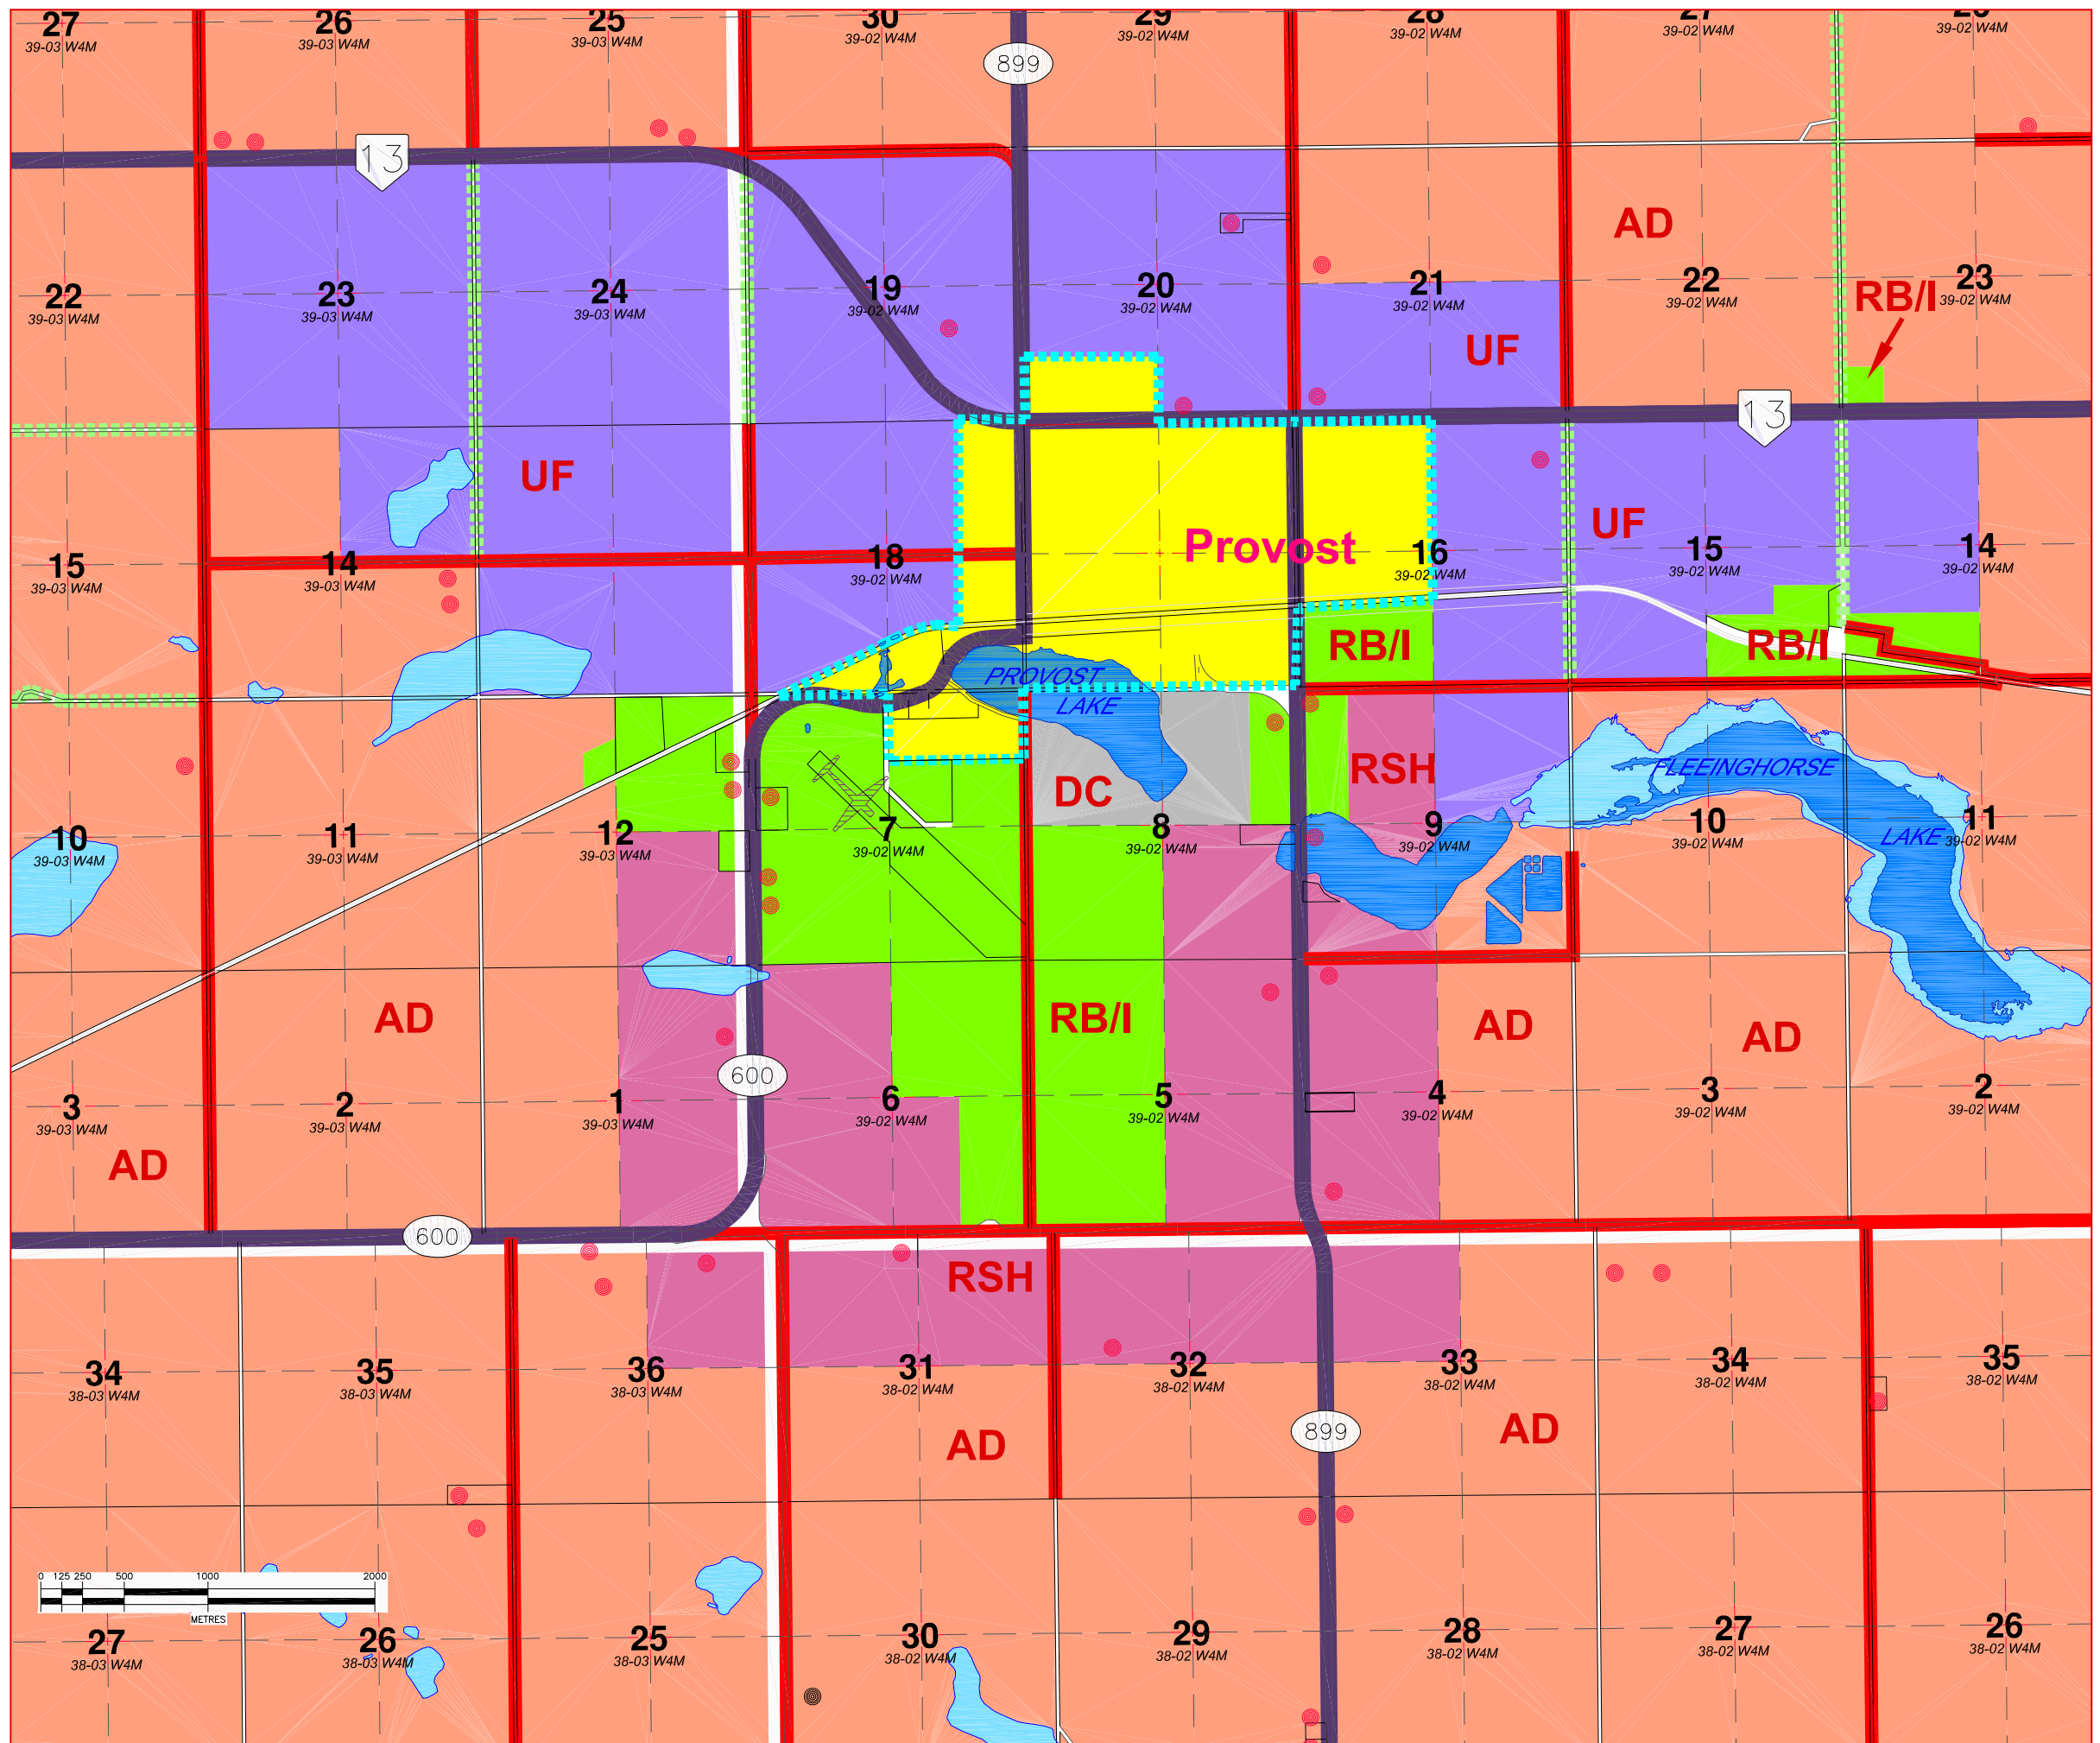 27
39-03 W4M
26
39-03 W4M
25
39-03 W4M
30
39-02 W4M
29
39-02 W4M
28
39-02 W4M
27
39-02 W4M
26
39-02 W4M
899
13
AD
22
39-03 W4M
23
39-03 W4M
24
39-03 W4M
19
39-02 W4M
20
39-02 W4M
21
39-02 W4M
22
39-02 W4M
23
39-02 W4M
RB/I
UF
13
UF
UF
Provost
15
39-03 W4M
14
39-03 W4M
18
39-02 W4M
16
39-02 W4M
15
39-02 W4M
14
39-02 W4M
RB/I
RB/I
PROVOST
LAKE
RSH
FLEEINGHORSE
LAKE
DC
10
39-03 W4M
11
39-03 W4M
12
39-03 W4M
7
39-02 W4M
8
39-02 W4M
9
39-02 W4M
10
39-02 W4M
11
39-02 W4M
AD
RB/I
AD
AD
600
3
39-03 W4M
2
39-03 W4M
1
39-03 W4M
6
39-02 W4M
5
39-02 W4M
4
39-02 W4M
3
39-02 W4M
2
39-02 W4M
AD
600
RSH
34
38-03 W4M
35
38-03 W4M
36
38-03 W4M
31
38-02 W4M
32
38-02 W4M
33
38-02 W4M
34
38-02 W4M
35
38-02 W4M
AD
899
AD
0 125 250 500 1000 2000
METRES
27
38-03 W4M
26
38-03 W4M
25
38-03 W4M
30
38-02 W4M
29
38-02 W4M
28
38-02 W4M
27
38-02 W4M
26
38-02 W4M